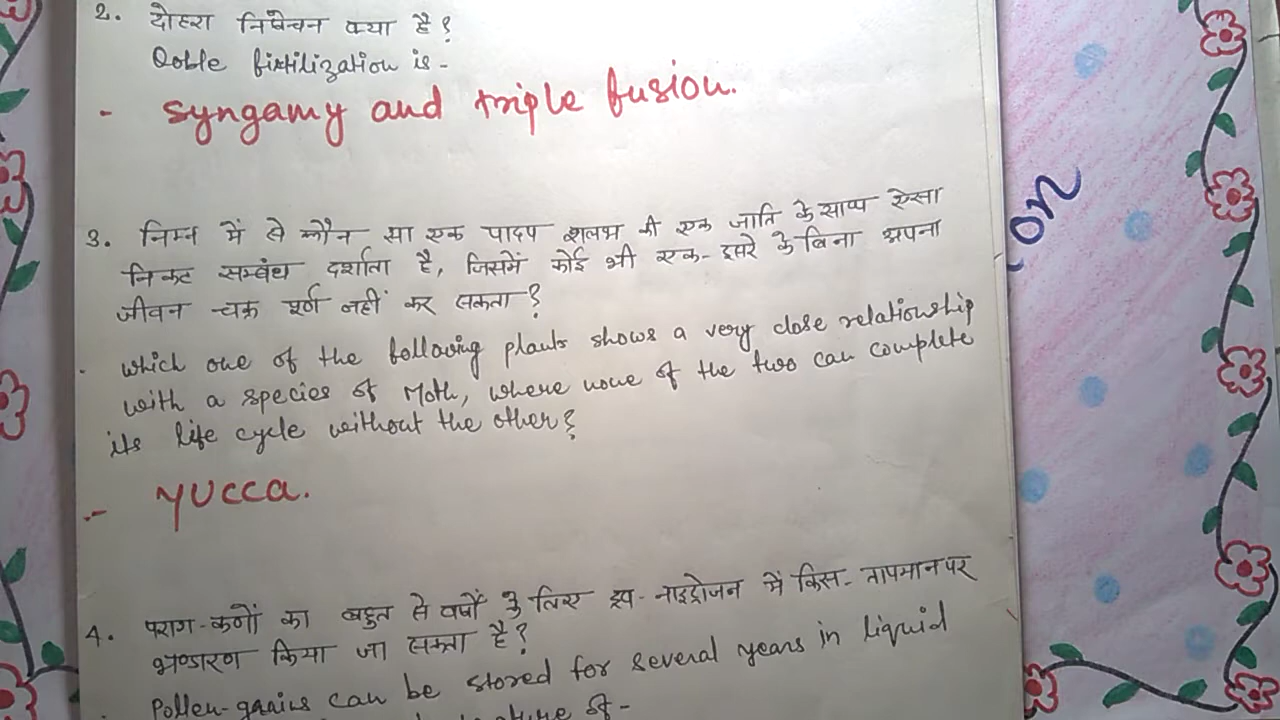 2. दोहरा निषेचन क्या है?
Doble firtilization is -
- Syngamy and triple fusion.
3. निम्न में से कौन सा एक पादप शलभ की एक जाति के साथ ऐसा
निकट सम्बंध दर्शाता है, जिसमें कोई भी एक-दूसरे के बिना अपना
जीवन चक्र पूर्ण नहीं कर सकता?
. which one of the following plants shows a very close relationship
with a species of Moth, where none of the two can complete
its life cycle without the other?
- YUCCA.
4. पराग-कणों का बहुत से वर्षों के लिए द्रव-नाइट्रोजन में किस-तापमान पर
भण्डारण किया जा सकता है?
. Pollen-grains can be stored for several years in liquid
of -
on